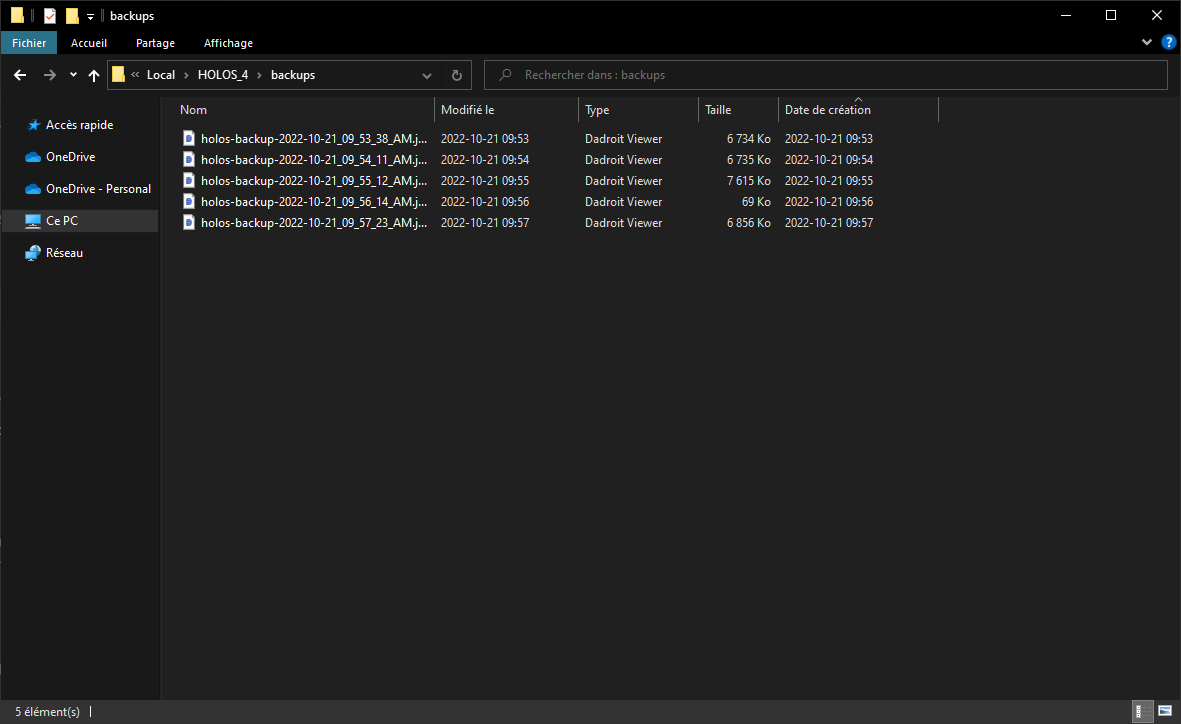 backups
Fichier Accueil Partage Affichage ?
« Local › HOLOS_4 › backups Rechercher dans : backups
Nom Modifié le Type Taille Date de création
Accès rapide
OneDrive
OneDrive - Personal
Ce PC
Réseau
holos-backup-2022-10-21_09_53_38_AM.j... 2022-10-21 09:53 Dadroit Viewer 6 734 Ko 2022-10-21 09:53
holos-backup-2022-10-21_09_54_11_AM.j... 2022-10-21 09:54 Dadroit Viewer 6 735 Ko 2022-10-21 09:54
holos-backup-2022-10-21_09_55_12_AM.j... 2022-10-21 09:55 Dadroit Viewer 7 615 Ko 2022-10-21 09:55
holos-backup-2022-10-21_09_56_14_AM.j... 2022-10-21 09:56 Dadroit Viewer 69 Ko 2022-10-21 09:56
holos-backup-2022-10-21_09_57_23_AM.j... 2022-10-21 09:57 Dadroit Viewer 6 856 Ko 2022-10-21 09:57
5 élément(s)